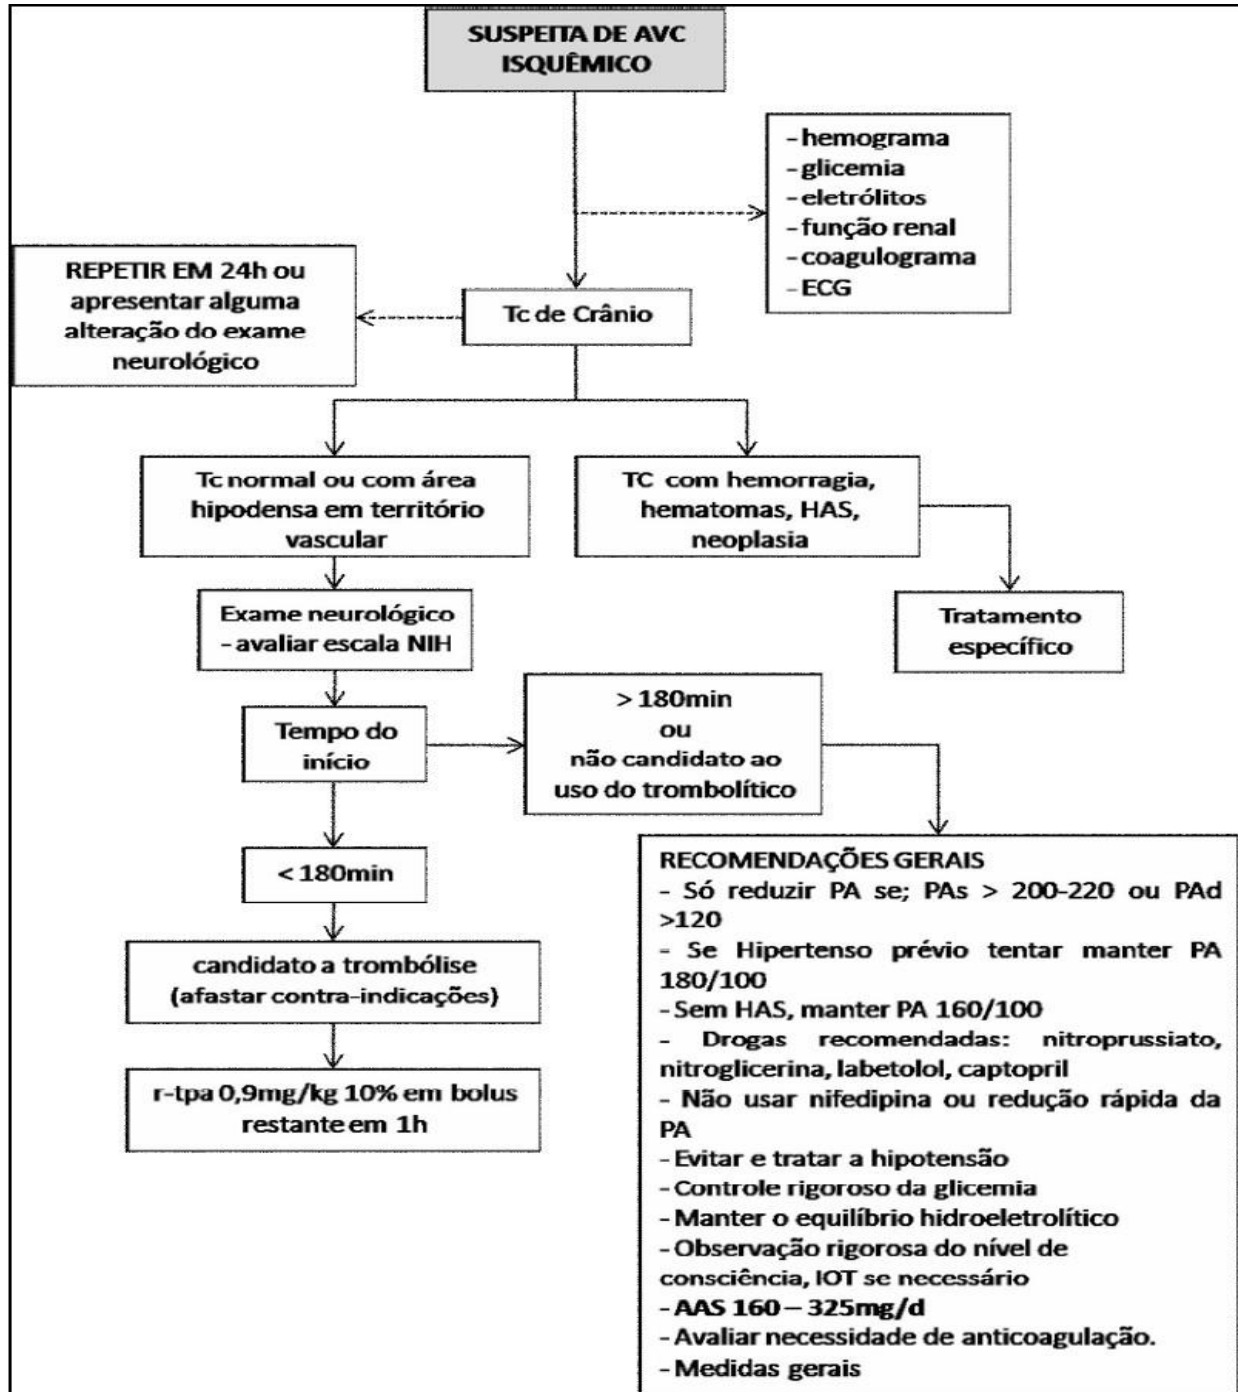 SUSPEITA DE AVC
ISQUÊMICO
- hemograma
- glicemia
- eletrólitos
- função renal
- coagulograma
- ECG
REPETIR EM 24h ou
apresentar alguma
alteração do exame
neurológico
Tc de Crânio
Tc normal ou com área
hipodensa em território
vascular
TC com hemorragia,
hematomas, HAS,
neoplasia
Exame neurológico
- avaliar escala NIH
Tratamento
específico
Tempo do
início
> 180min
ou
não candidato ao
uso do trombolítico
< 180min
candidato a trombólise
(afastar contra-indicações)
r-tpa 0,9mg/kg 10% em bolus
restante em 1h
RECOMENDAÇÕES GERAIS
- Só reduzir PA se; PAs > 200-220 ou PAd
>120
- Se Hipertenso prévio tentar manter PA
180/100
- Sem HAS, manter PA 160/100
- Drogas recomendadas: nitroprussiato,
nitroglicerina, labetolol, captopril
- Não usar nifedipina ou redução rápida da
PA
- Evitar e tratar a hipotensão
- Controle rigoroso da glicemia
- Manter o equilíbrio hidroeletrolítico
- Observação rigorosa do nível de
consciência, IOT se necessário
- AAS 160 – 325mg/d
- Avaliar necessidade de anticoagulação.
- Medidas gerais